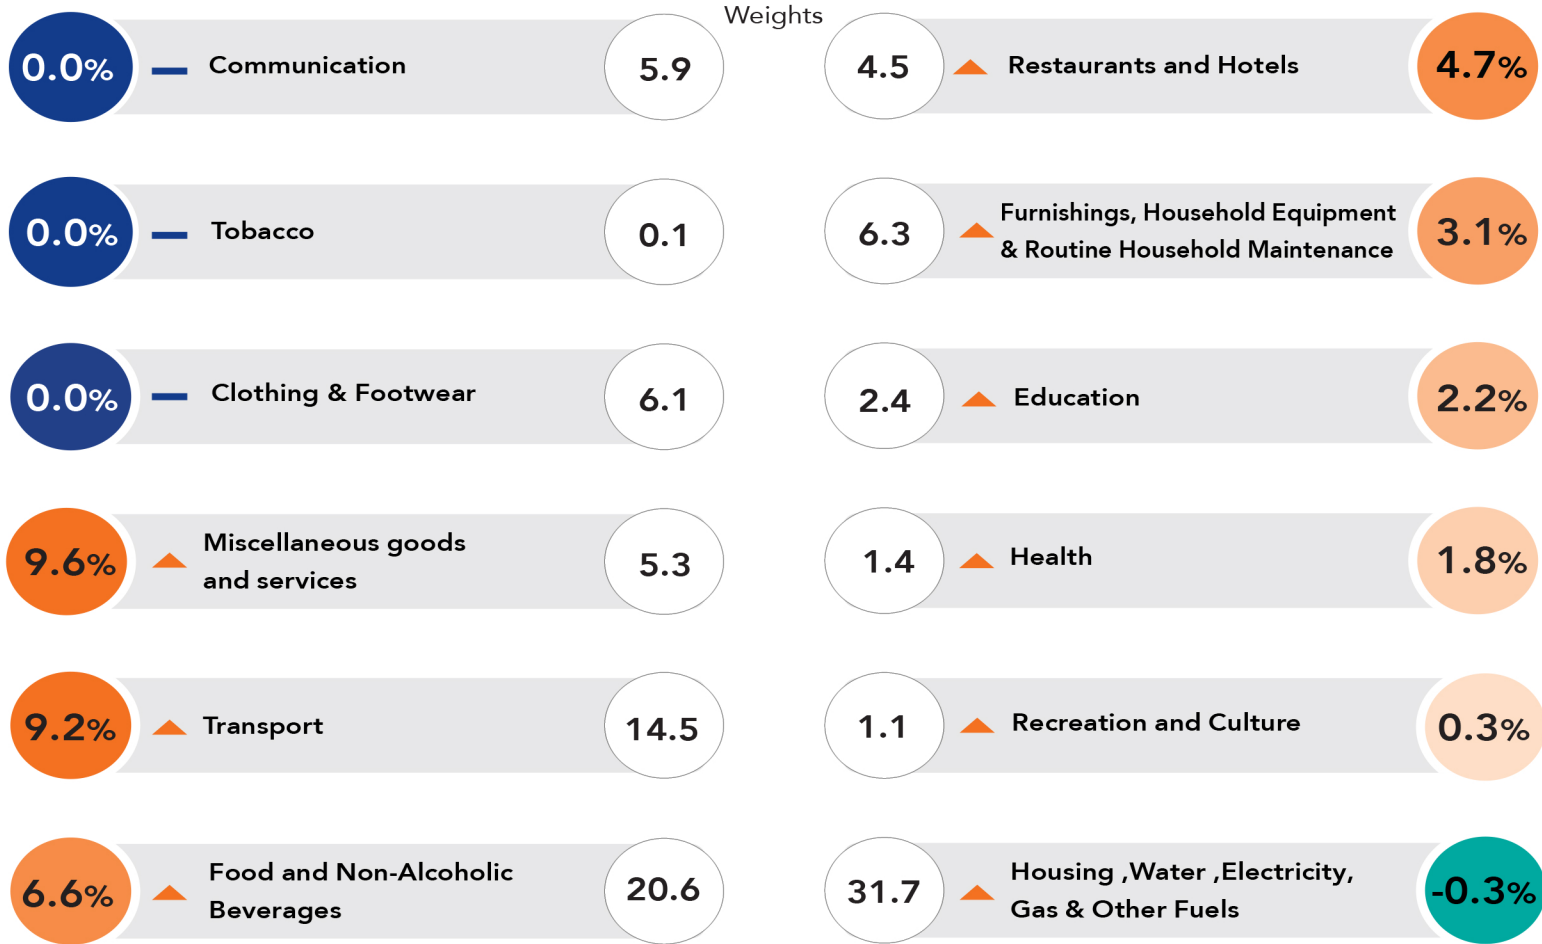 Weights
0.0% Communication 5.9
0.0% Tobacco 0.1
0.0% Clothing & Footwear 6.1
9.6% Miscellaneous goods
and services 5.3
9.2% Transport 14.5
6.6% Food and Non-Alcoholic
Beverages 20.6
4.5 Restaurants and Hotels 4.7%
6.3 Furnishings, Household Equipment
& Routine Household Maintenance 3.1%
2.4 Education 2.2%
1.4 Health 1.8%
1.1 Recreation and Culture 0.3%
31.7 Housing ,Water ,Electricity,
Gas & Other Fuels -0.3%